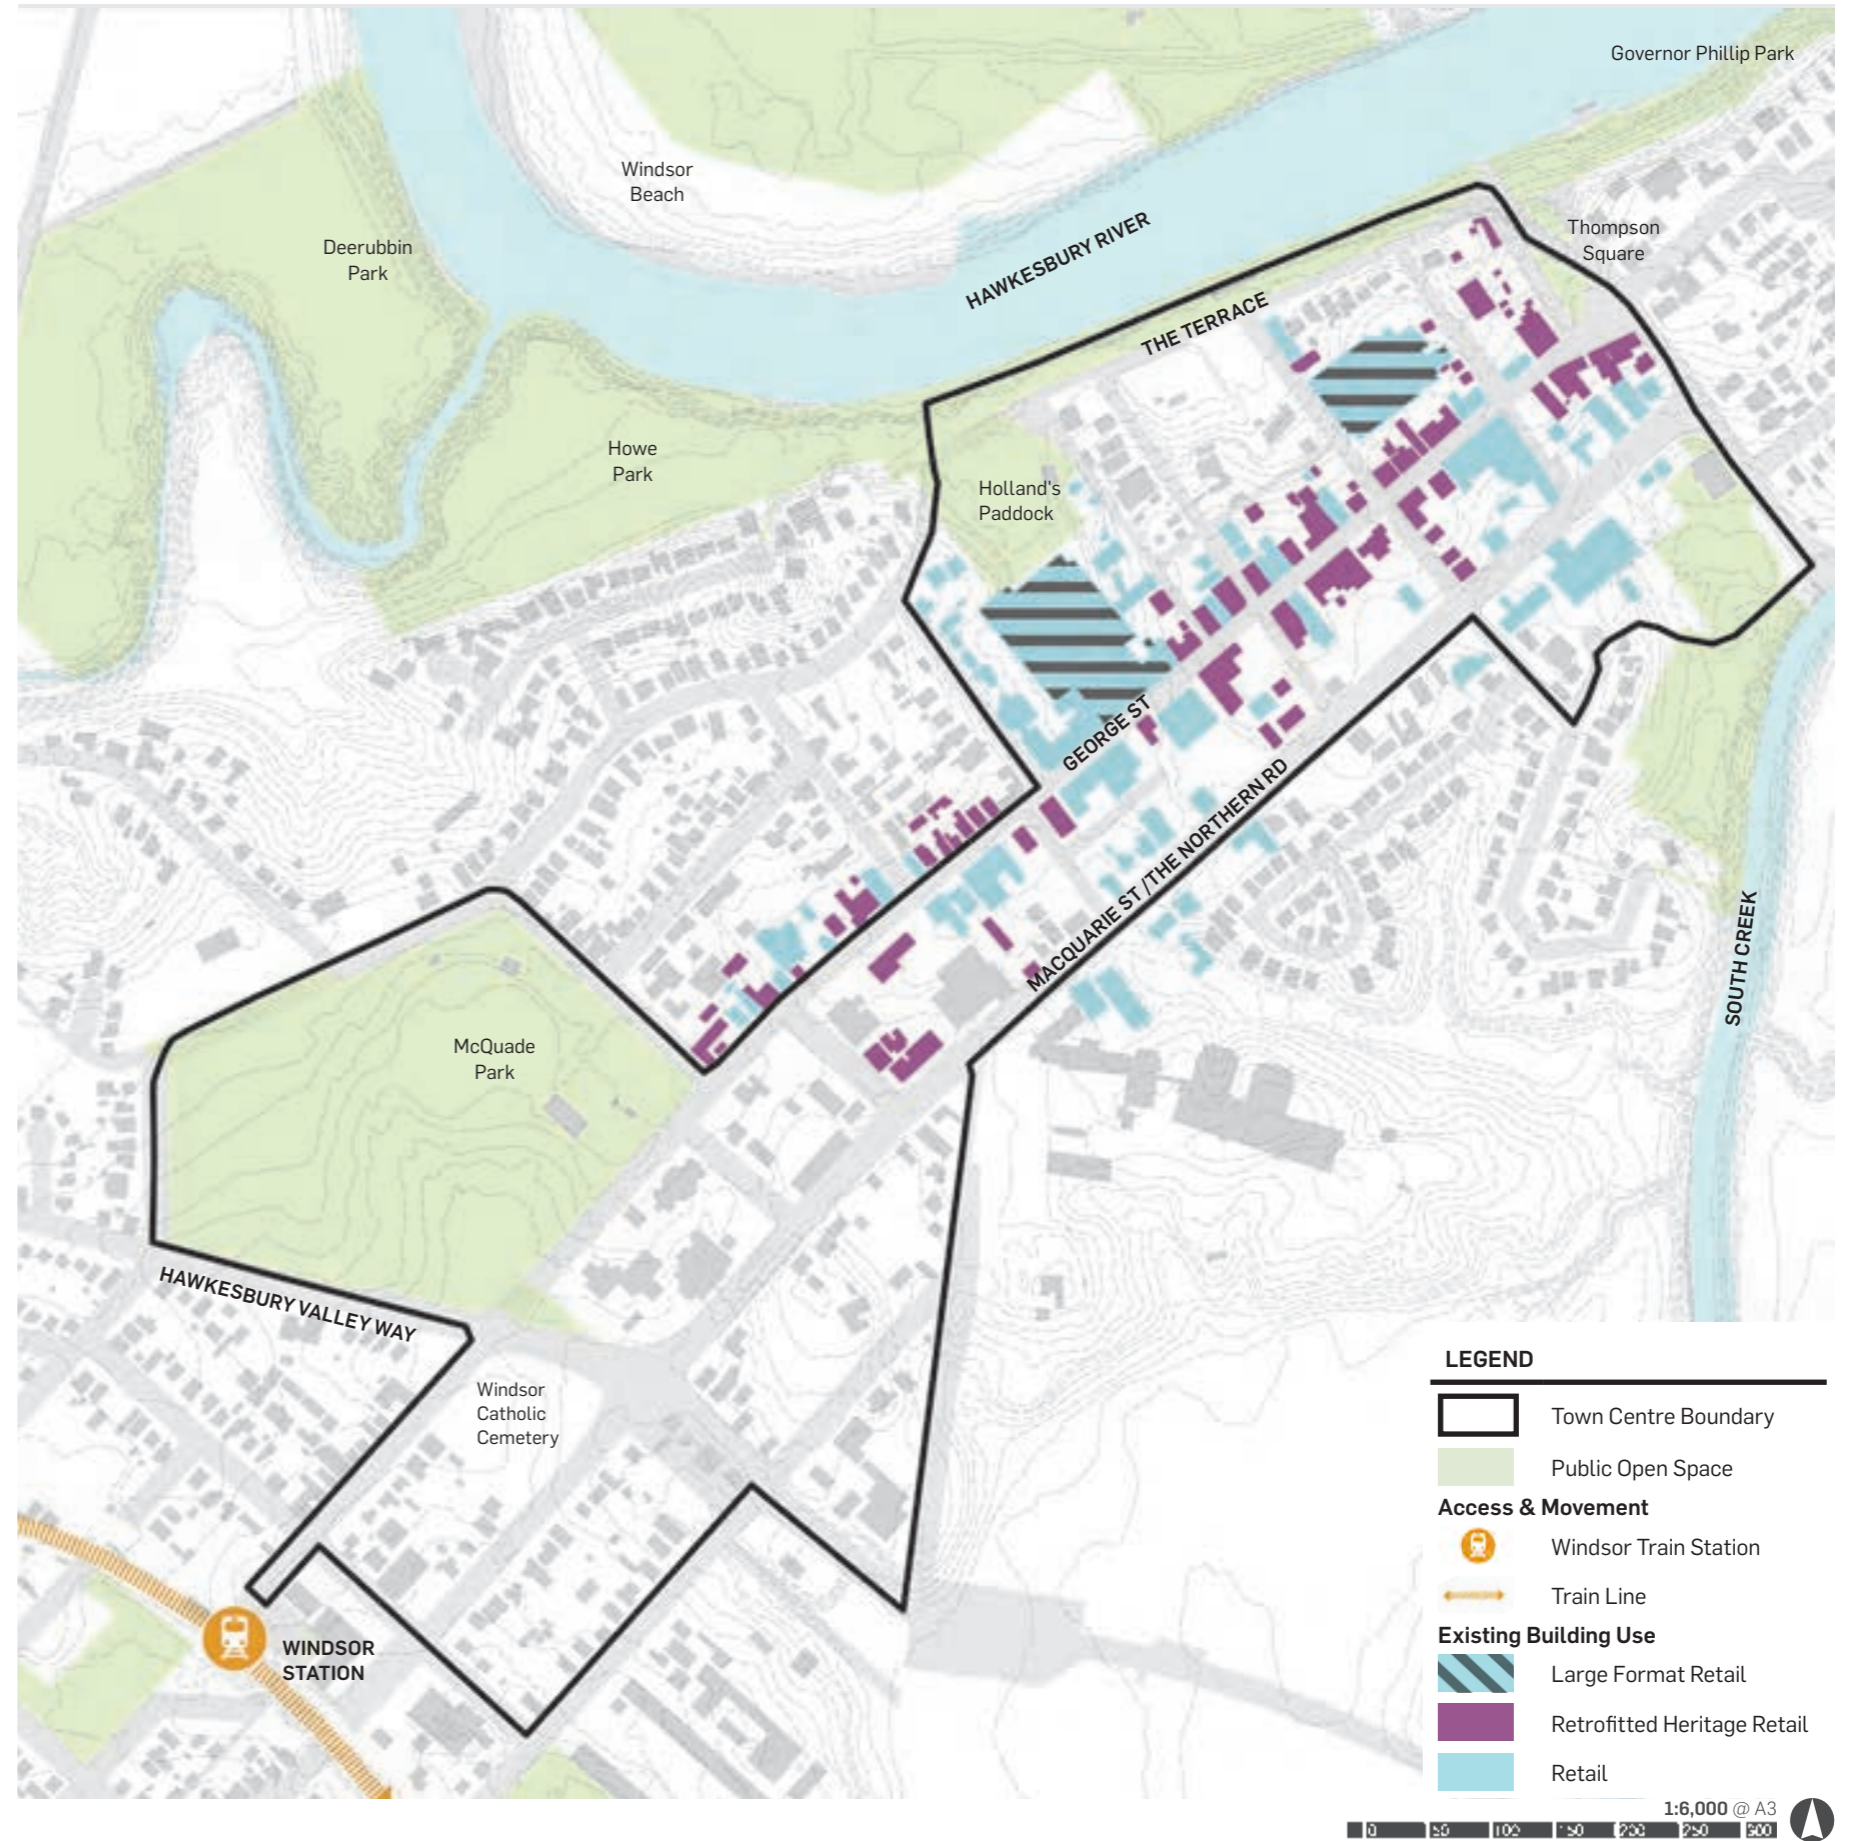 Governor Phillip Park
Windsor
Beach
Thompson
Square
Deerubbin
Park
HAWKESBURY RIVER
THE TERRACE
Howe
Park
Holland's
Paddock
GEORGE ST
MACQUARIE ST /THE NORTHERN RD
SOUTH CREEK
McQuade
Park
HAWKESBURY VALLEY WAY
Windsor
Catholic
Cemetery
WINDSOR
STATION
LEGEND
Town Centre Boundary
Public Open Space
Access & Movement
Windsor Train Station
Train Line
Existing Building Use
Large Format Retail
Retrofitted Heritage Retail
Retail
1:6,000 @ A3
0 50 100 150 200 250 300